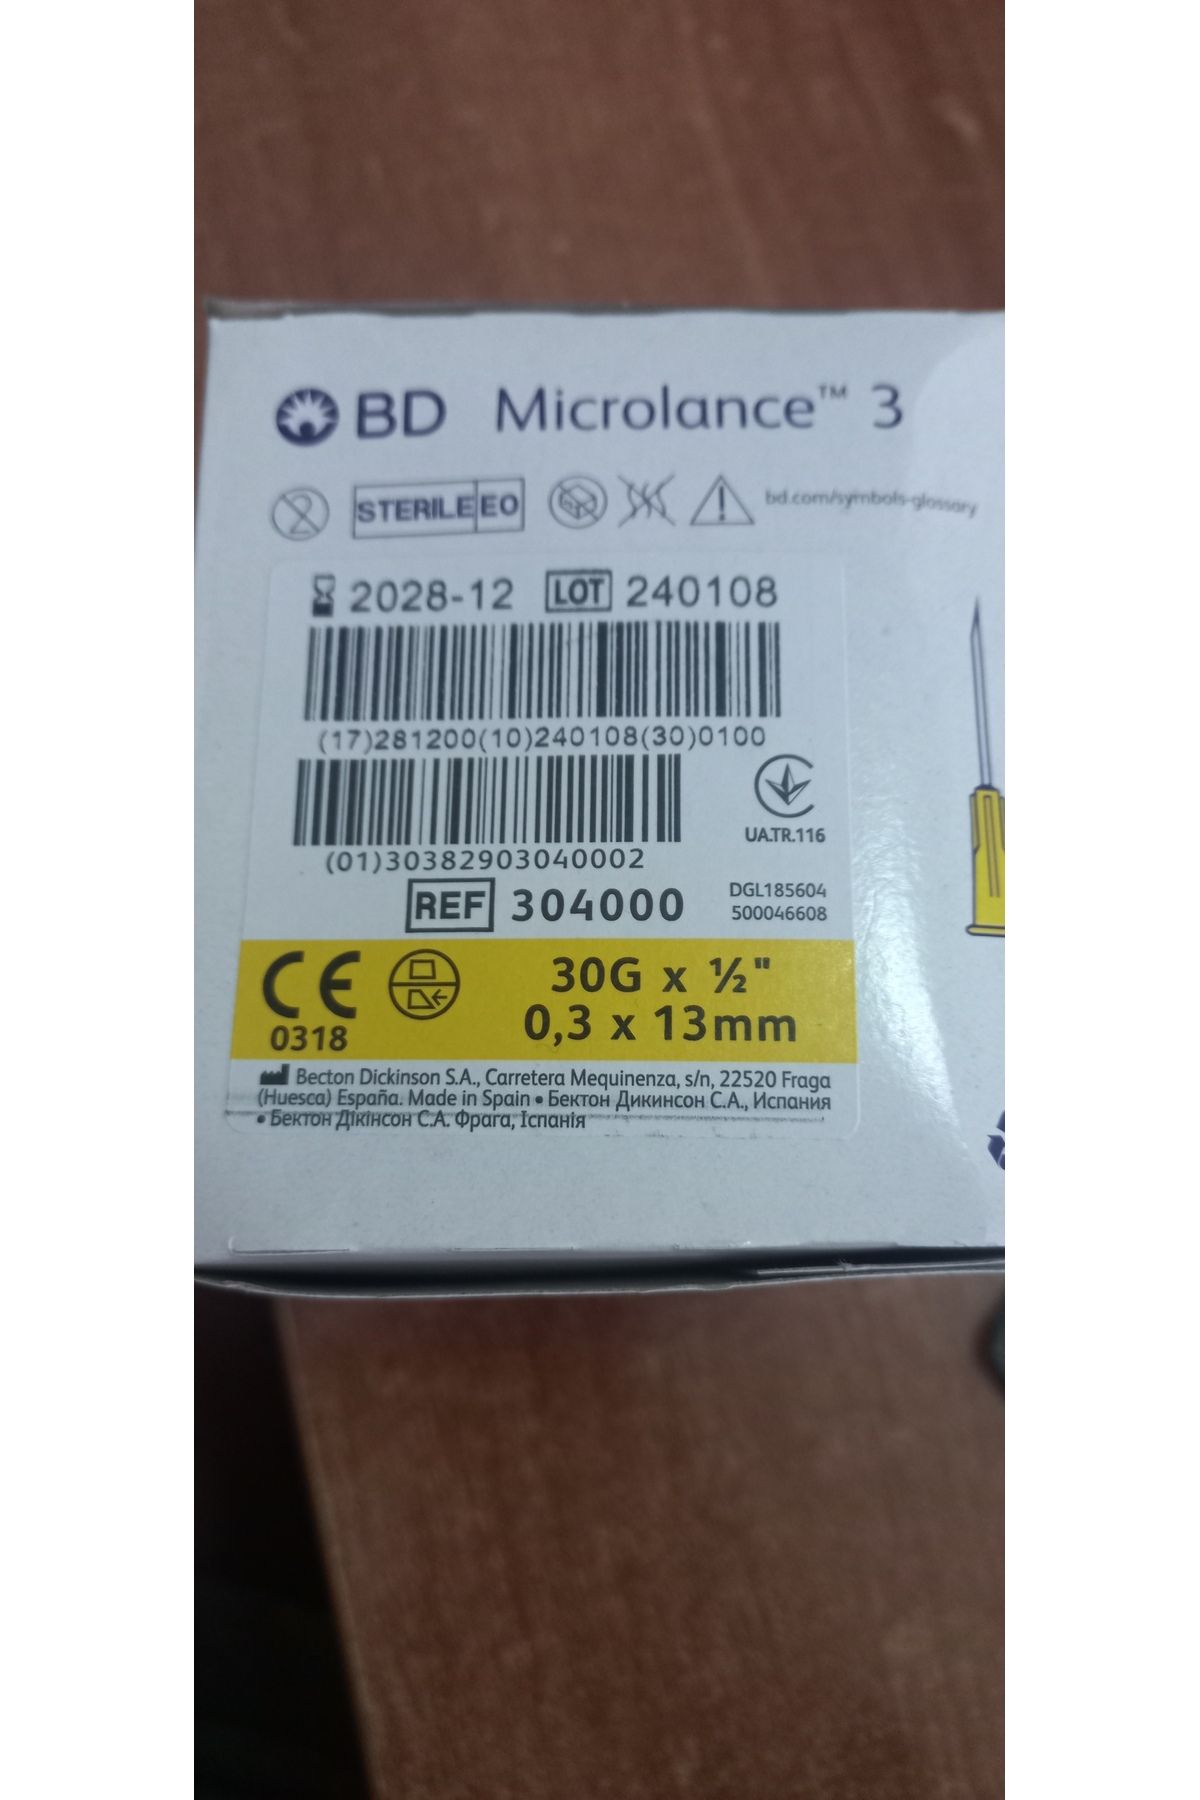 BD Microlance™ 3
STERILE EO bd.com/symbols-glossary
2028-12 LOT 240108
(17)281200(10)240108(30)0100
(01)30382903040002
UA.TR.116
REF 304000
DGL185604
500046608
CE 0318
30G x ½"
0,3 x 13mm
Becton Dickinson S.A., Carretera Mequinenza, s/n, 22520 Fraga
(Huesca) España. Made in Spain • Бектон Дикинсон С.А., Испания
• Бектон Дікінсон С.А. Фрага, Іспанія